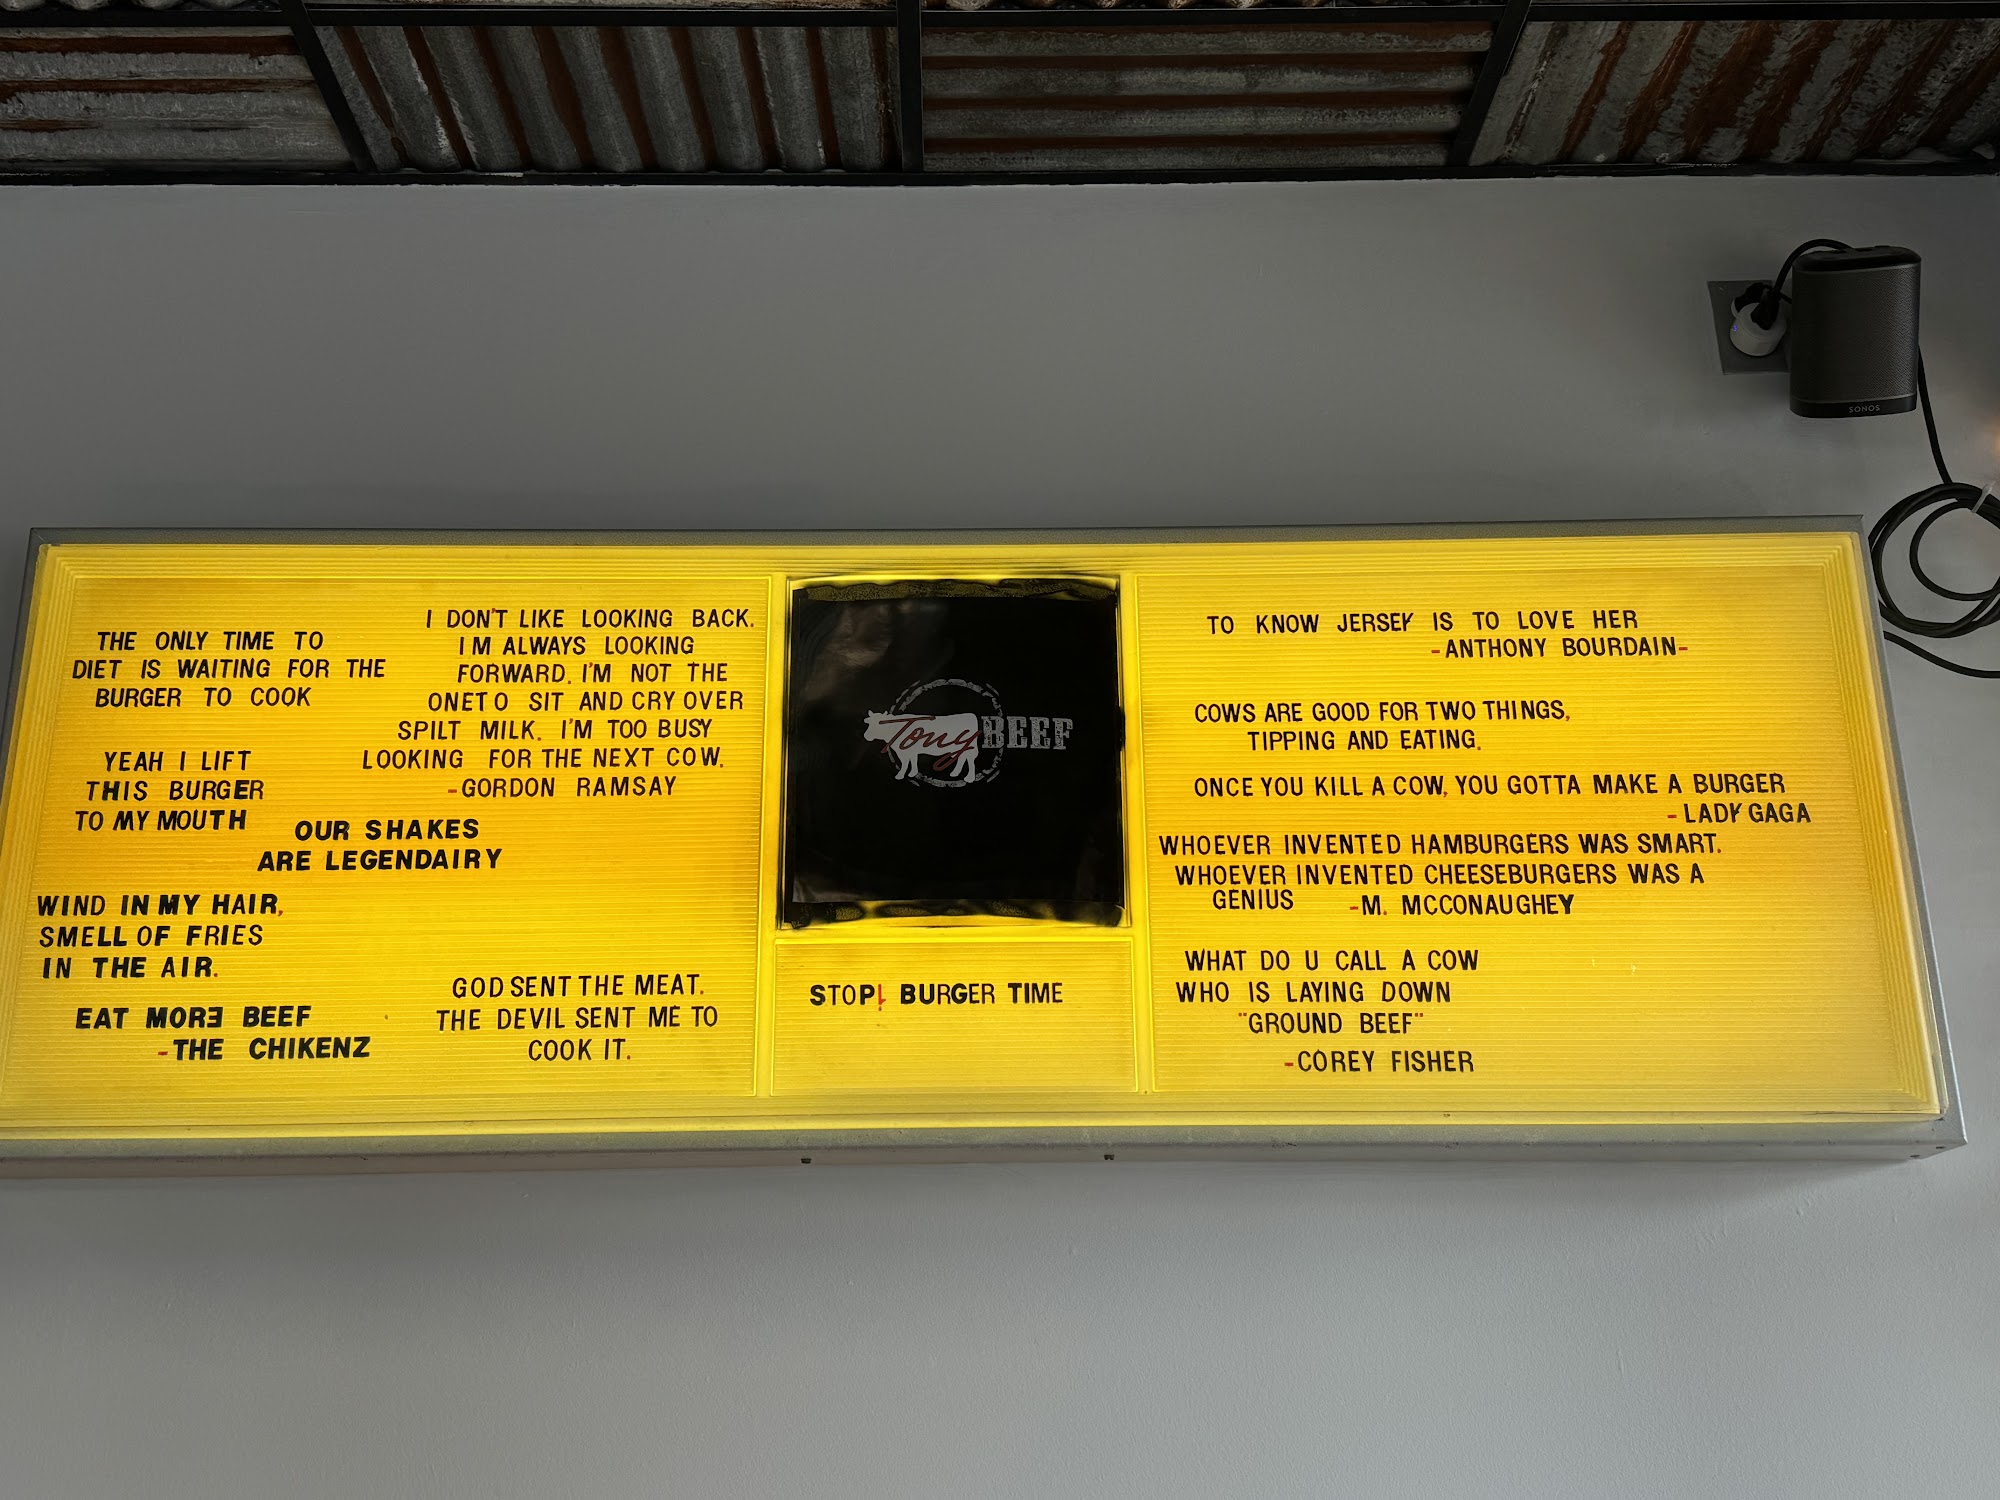 THE ONLY TIME TO
DIET IS WAITING FOR THE
BURGER TO COOK
I DON'T LIKE LOOKING BACK.
I M ALWAYS LOOKING
FORWARD. I'M NOT THE
ONE TO SIT AND CRY OVER
SPILT MILK. I'M TOO BUSY
LOOKING FOR THE NEXT COW.
-GORDON RAMSAY
YEAH I LIFT
THIS BURGER
TO MY MOUTH
OUR SHAKES
ARE LEGENDAIRY
WIND IN MY HAIR,
SMELL OF FRIES
IN THE AIR.
EAT MORE BEEF
-THE CHIKENZ
GOD SENT THE MEAT.
THE DEVIL SENT ME TO
COOK IT.
Tony BEEF
STOP! BURGER TIME
TO KNOW JERSEY IS TO LOVE HER
-ANTHONY BOURDAIN-
COWS ARE GOOD FOR TWO THINGS,
TIPPING AND EATING.
ONCE YOU KILL A COW, YOU GOTTA MAKE A BURGER
- LADY GAGA
WHOEVER INVENTED HAMBURGERS WAS SMART.
WHOEVER INVENTED CHEESEBURGERS WAS A
GENIUS -M. MCCONAUGHEY
WHAT DO U CALL A COW
WHO IS LAYING DOWN
"GROUND BEEF"
-COREY FISHER
SONOS